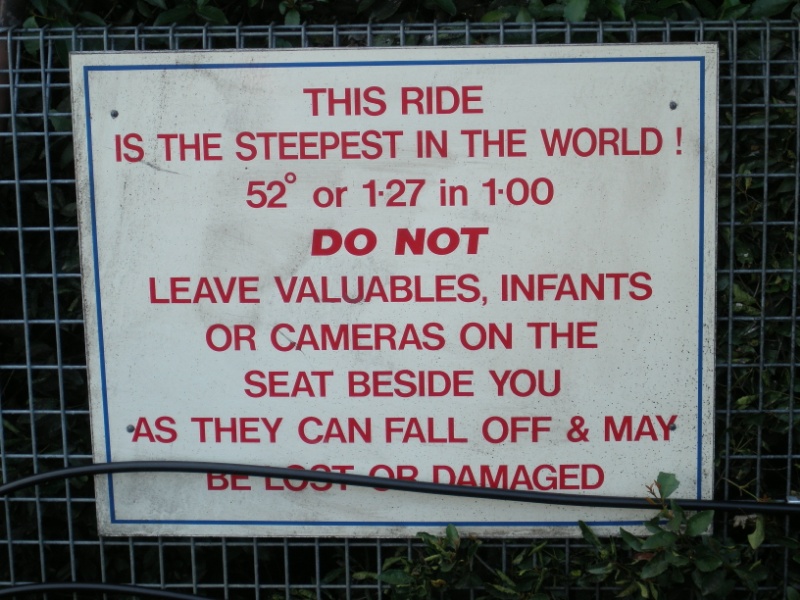 THIS RIDE
IS THE STEEPEST IN THE WORLD !
52° or 1·27 in 1·00
DO NOT
LEAVE VALUABLES, INFANTS
OR CAMERAS ON THE
SEAT BESIDE YOU
AS THEY CAN FALL OFF & MAY
BE LOST OR DAMAGED